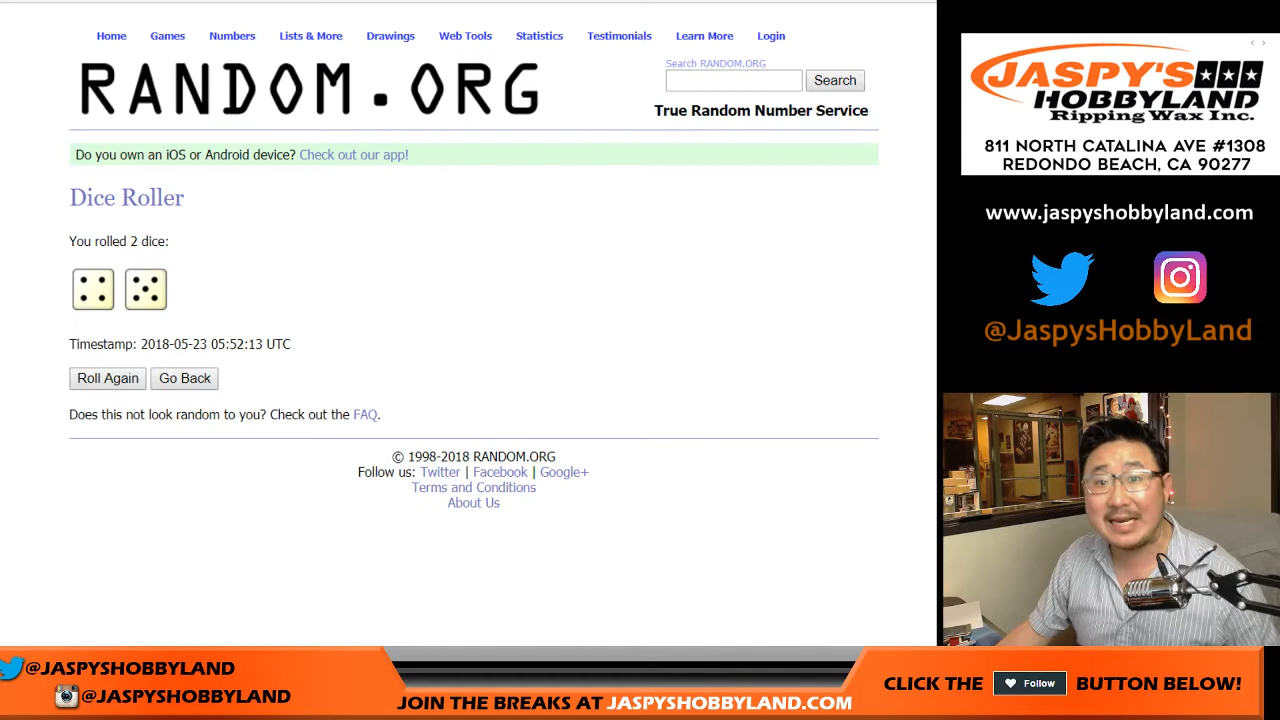 Home Games Numbers Lists & More Drawings Web Tools Statistics Testimonials Learn More Login
RANDOM.ORG
Search RANDOM.ORG
Search
True Random Number Service
Do you own an iOS or Android device? Check out our app!
Dice Roller
You rolled 2 dice:
Timestamp: 2018-05-23 05:52:13 UTC
Roll Again Go Back
Does this not look random to you? Check out the FAQ.
© 1998-2018 RANDOM.ORG
Follow us: Twitter | Facebook | Google+
Terms and Conditions
About Us
JASPY'S
HOBBYLAND
Ripping Wax Inc.
811 NORTH CATALINA AVE #1308
REDONDO BEACH, CA 90277
www.jaspyshobbyland.com
@JaspysHobbyLand
@JASPYSHOBBYLAND
@JASPYSHOBBYLAND
JOIN THE BREAKS AT JASPYSHOBBYLAND.COM
CLICK THE Follow BUTTON BELOW!